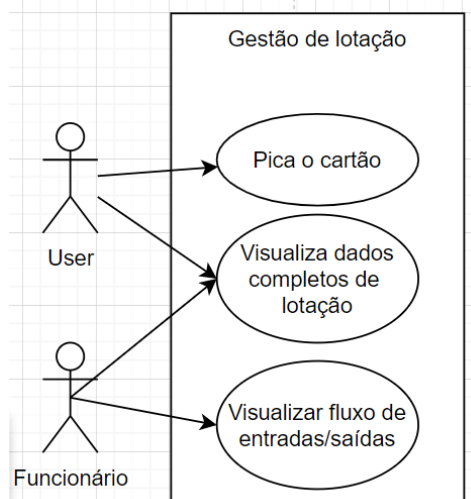 Gestão de lotação
Pica o cartão
User
Visualiza dados
completos de
lotação
Visualizar fluxo de
entradas/saídas
Funcionário